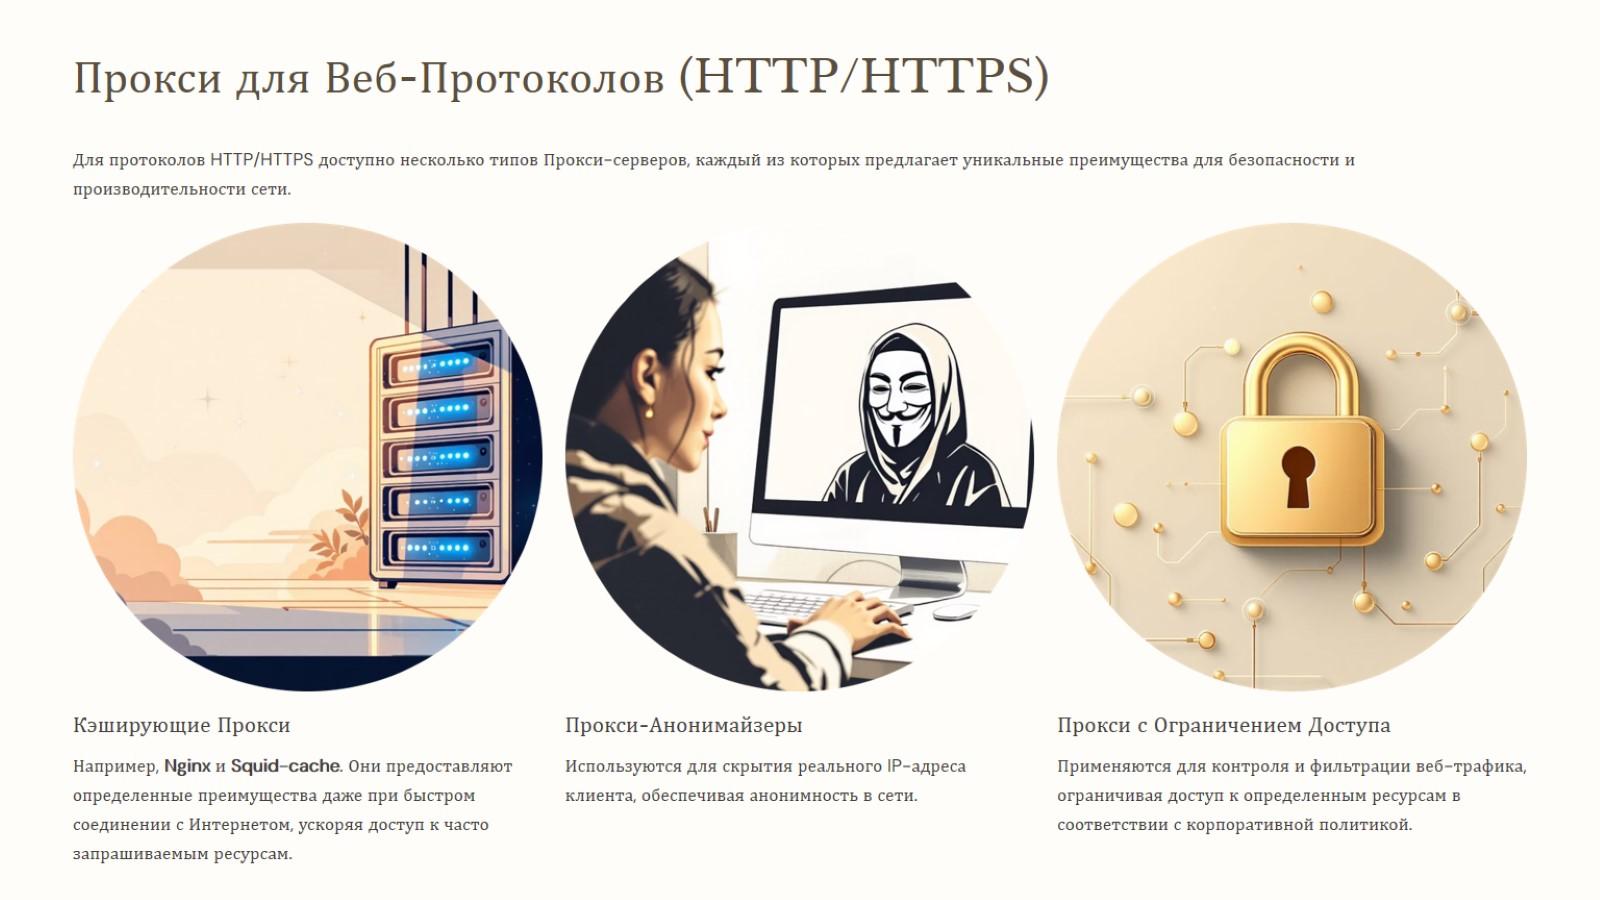 Прокси для Веб-Протоколов (HTTP/HTTPS)
Для протоколов HTTP/HTTPS доступно несколько типов Прокси-серверов, каждый из которых предлагает уникальные преимущества для безопасности и
производительности сети.
Кэширующие Прокси
Например, Nginx и Squid-cache. Они предоставляют
определенные преимущества даже при быстром
соединении с Интернетом, ускоряя доступ к часто
запрашиваемым ресурсам.
Прокси-Анонимайзеры
Используются для скрытия реального IP-адреса
клиента, обеспечивая анонимность в сети.
Прокси с Ограничением Доступа
Применяются для контроля и фильтрации веб-трафика,
ограничивая доступ к определенным ресурсам в
соответствии с корпоративной политикой.